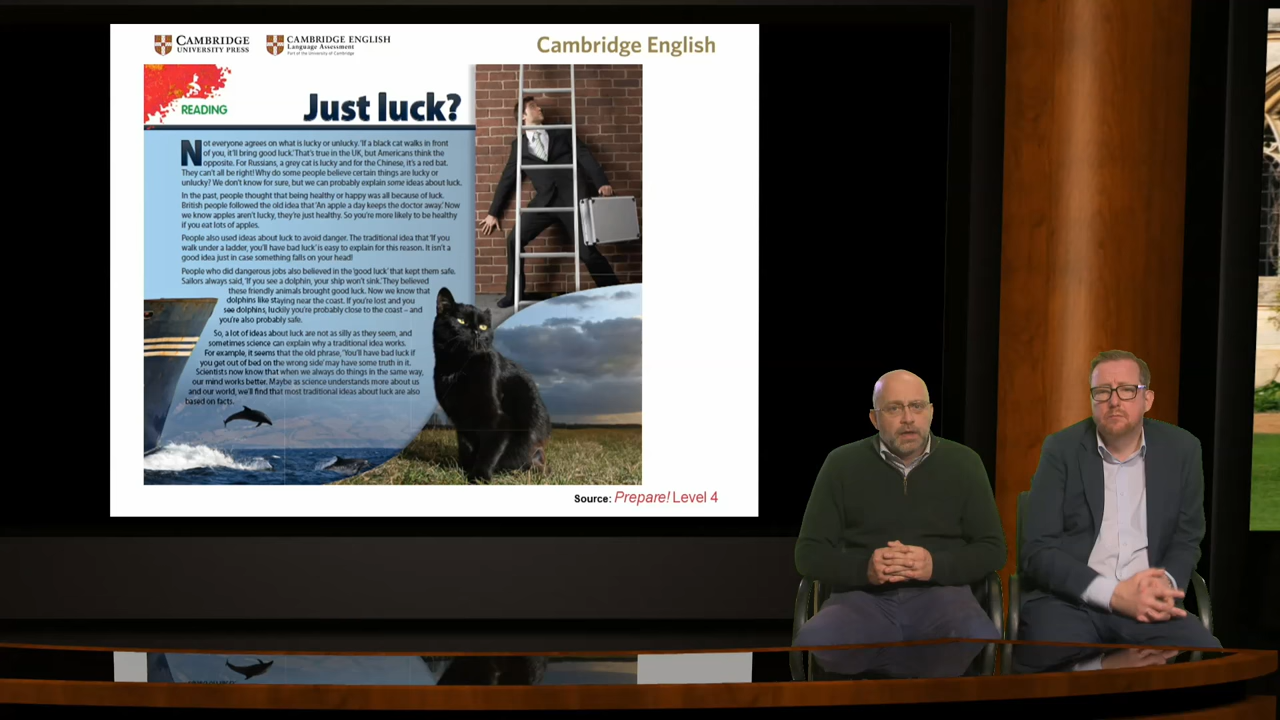 CAMBRIDGE
UNIVERSITY PRESS
CAMBRIDGE ENGLISH
Language Assessment
Part of the University of Cambridge
Cambridge English
READING
Just luck?
Not everyone agrees on what is lucky or unlucky. 'If a black cat walks in front
of you, it'll bring good luck.' That's true in the UK, but Americans think the
opposite. For Russians, a grey cat is lucky and for the Chinese, it's a red bat.
They can't all be right! Why do some people believe certain things are lucky or
unlucky? We don't know for sure, but we can probably explain some ideas about luck.
In the past, people thought that being healthy or happy was all because of luck.
British people followed the old idea that 'An apple a day keeps the doctor away.' Now
we know apples aren't lucky, they're just healthy. So you're more likely to be healthy
if you eat lots of apples.
People also used ideas about luck to avoid danger. The traditional idea that 'If you
walk under a ladder, you'll have bad luck' is easy to explain for this reason. It isn't a
good idea just in case something falls on your head!
People who did dangerous jobs also believed in the 'good luck' that kept them safe.
Sailors always said, 'If you see a dolphin, your ship won't sink.' They believed
these friendly animals brought good luck. Now we know that
dolphins like staying near the coast. If you're lost and you
see dolphins, luckily you're probably close to the coast – and
you're also probably safe.
So, a lot of ideas about luck are not as silly as they seem, and
sometimes science can explain why a traditional idea works.
For example, it seems that the old phrase, 'You'll have bad luck if
you get out of bed on the wrong side' may have some truth in it.
Scientists now know that when we always do things in the same way,
our mind works better. Maybe as science understands more about us
and our world, we'll find that most traditional ideas about luck are also
based on facts.
Source: Prepare! Level 4